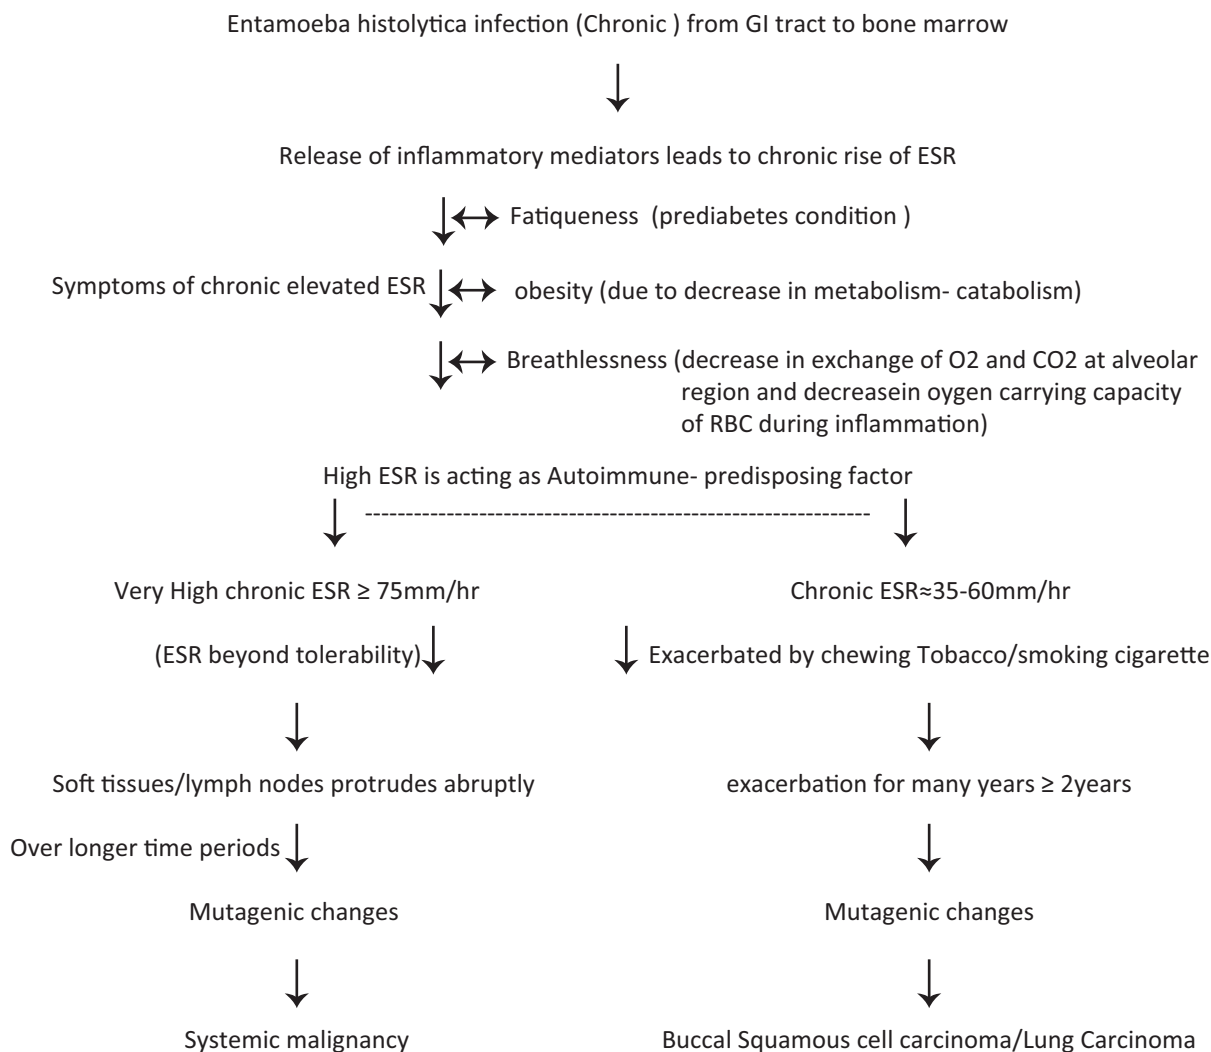 Entamoeba histolytica infection (Chronic ) from GI tract to bone marrow
Release of inflammatory mediators leads to chronic rise of ESR
Fatiqueness (prediabetes condition )
Symptoms of chronic elevated ESR
obesity (due to decrease in metabolism- catabolism)
Breathlessness (decrease in exchange of O2 and CO2 at alveolar
region and decreasein oygen carrying capacity
of RBC during inflammation)
High ESR is acting as Autoimmune- predisposing factor
Very High chronic ESR ≥ 75mm/hr
Chronic ESR≈35-60mm/hr
(ESR beyond tolerability)
Exacerbated by chewing Tobacco/smoking cigarette
Soft tissues/lymph nodes protrudes abruptly
exacerbation for many years ≥ 2years
Over longer time periods
Mutagenic changes
Mutagenic changes
Systemic malignancy
Buccal Squamous cell carcinoma/Lung Carcinoma